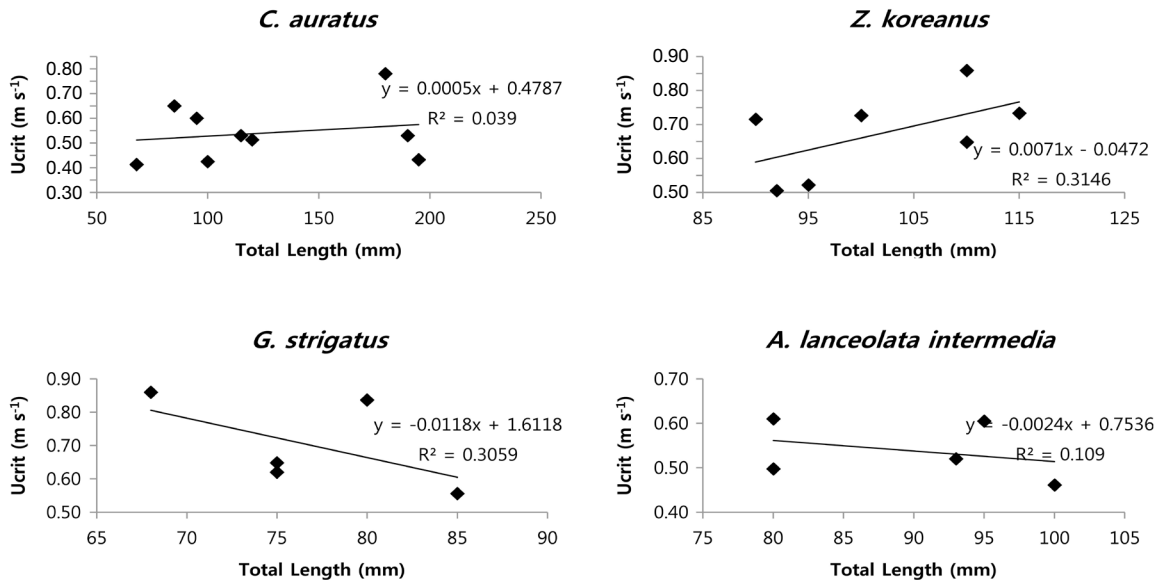 C. auratus
Ucrit (m s⁻¹)
0.80
0.70
0.60
0.50
0.40
0.30
y = 0.0005x + 0.4787
R² = 0.039
50 100 150 200 250
Total Length (mm)
Z. koreanus
Ucrit (m s⁻¹)
0.90
0.80
0.70
0.60
0.50
y = 0.0071x - 0.0472
R² = 0.3146
85 95 105 115 125
Total Length (mm)
G. strigatus
Ucrit (m s⁻¹)
0.90
0.80
0.70
0.60
0.50
y = -0.0118x + 1.6118
R² = 0.3059
65 70 75 80 85 90
Total Length (mm)
A. lanceolata intermedia
Ucrit (m s⁻¹)
0.70
0.60
0.50
0.40
y = -0.0024x + 0.7536
R² = 0.109
75 80 85 90 95 100 105
Total Length (mm)